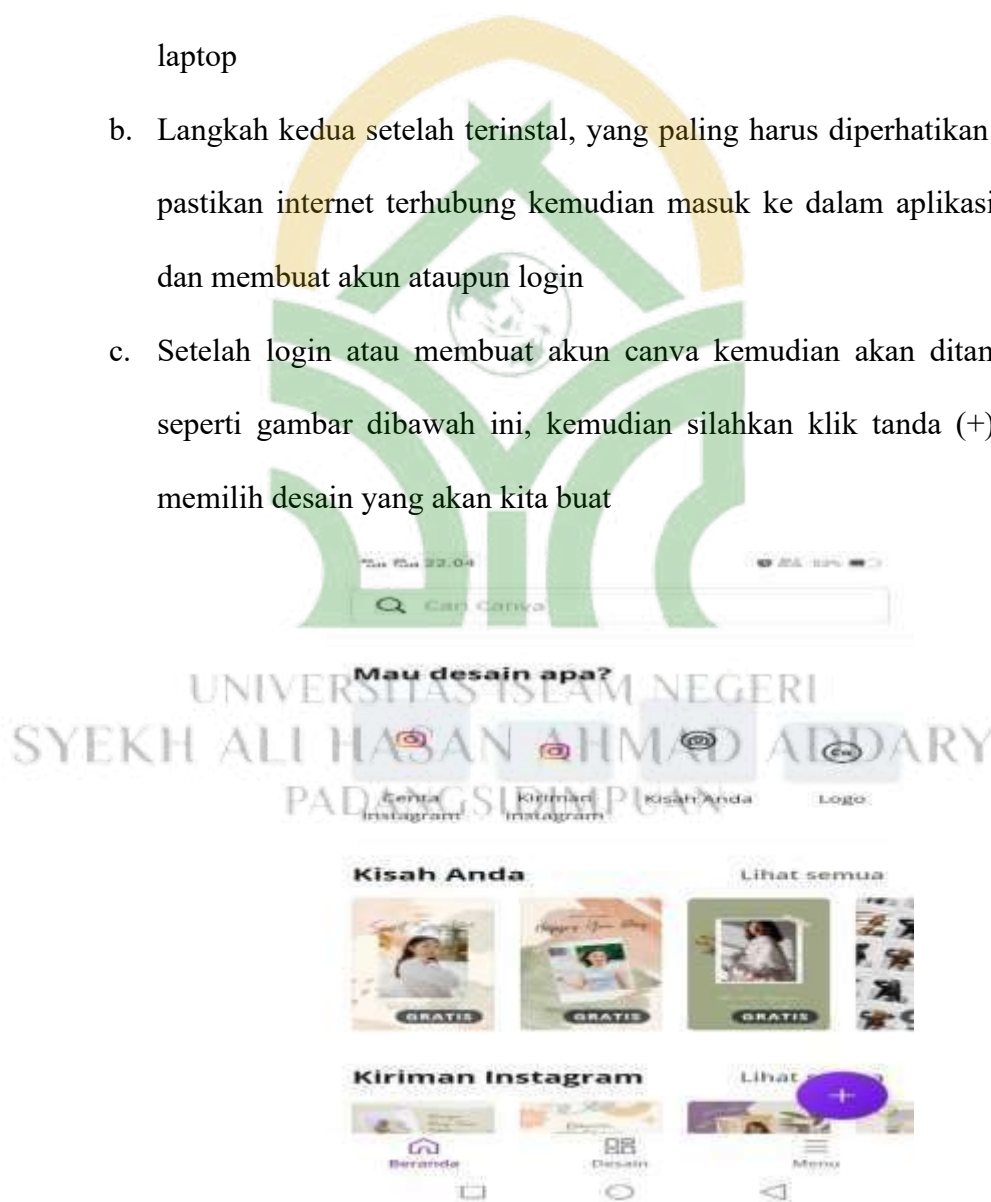 laptop
b. Langkah kedua setelah terinstal, yang paling harus diperhatikan
pastikan internet terhubung kemudian masuk ke dalam aplikasi
dan membuat akun ataupun login
c. Setelah login atau membuat akun canva kemudian akan ditam
seperti gambar dibawah ini, kemudian silahkan klik tanda (+)
memilih desain yang akan kita buat
22.04
Cari Canva
Mau desain apa?
UNIVERSITAS ISLAM NEGERI
SYEKH ALI HASAN AHMAD ADDARY
PADANGSIDIMPUAN
Cerita Instagram
Kiriman Instagram
Kisah Anda
Logo
Kisah Anda
Lihat semua
GRATIS
GRATIS
GRATIS
Kiriman Instagram
Lihat
+
Beranda
Desain
Menu